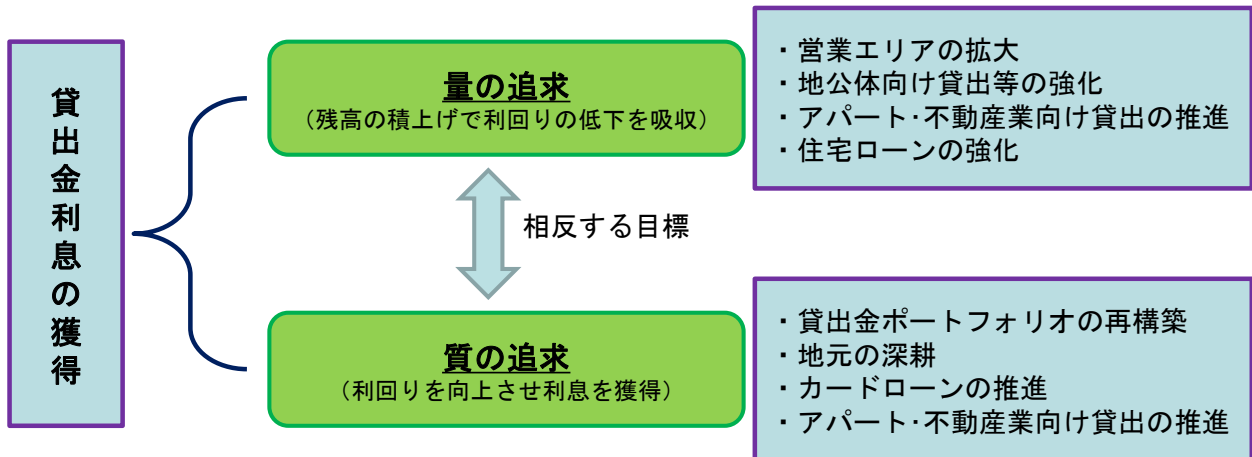 貸出金利息の獲得
量の追求
（残高の積上げで利回りの低下を吸収）
・営業エリアの拡大
・地公体向け貸出等の強化
・アパート･不動産業向け貸出の推進
・住宅ローンの強化
相反する目標
質の追求
（利回りを向上させ利息を獲得）
・貸出金ポートフォリオの再構築
・地元の深耕
・カードローンの推進
・アパート･不動産業向け貸出の推進